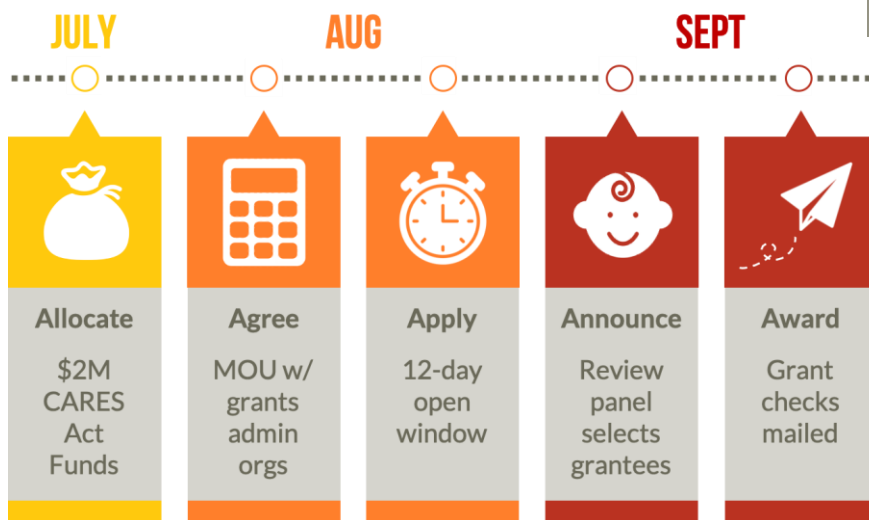 JULY
AUG
SEPT
Allocate
$2M
CARES
Act
Funds
Agree
MOU w/
grants
admin
orgs
Apply
12-day
open
window
Announce
Review
panel
selects
grantees
Award
Grant
checks
mailed